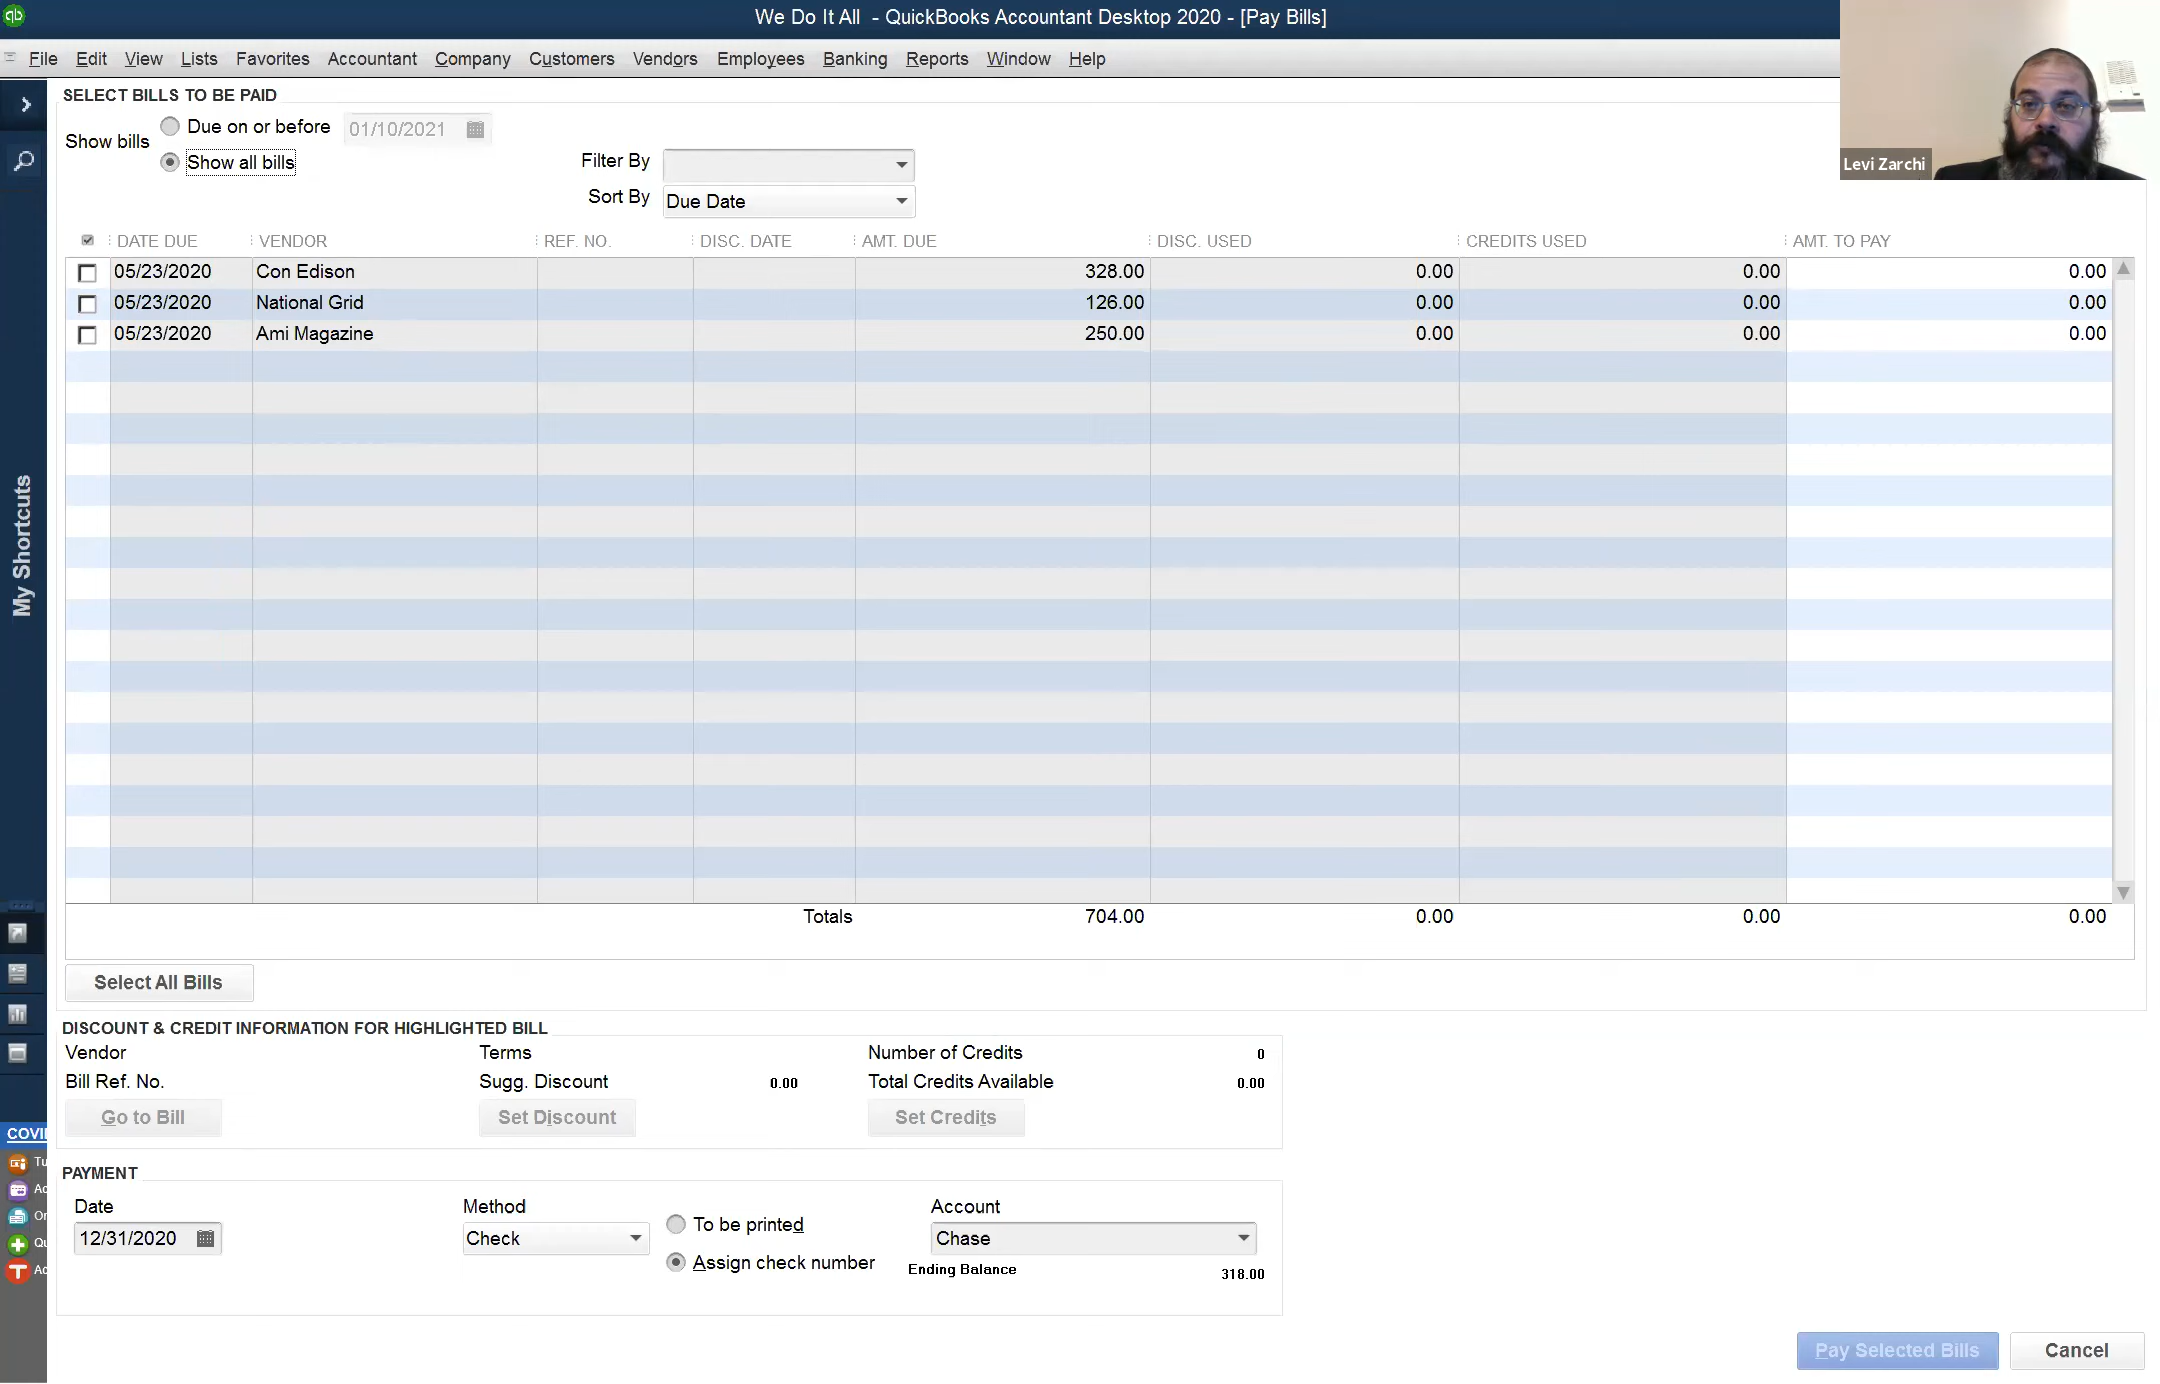 We Do It All - QuickBooks Accountant Desktop 2020 - [Pay Bills]
File Edit View Lists Favorites Accountant Company Customers Vendors Employees Banking Reports Window Help
SELECT BILLS TO BE PAID
Show bills
Due on or before 01/10/2021
Show all bills
Filter By
Sort By Due Date
Levi Zarchi
DATE DUE VENDOR REF. NO. DISC. DATE AMT. DUE DISC. USED CREDITS USED AMT. TO PAY
05/23/2020 Con Edison 328.00 0.00 0.00 0.00
05/23/2020 National Grid 126.00 0.00 0.00 0.00
05/23/2020 Ami Magazine 250.00 0.00 0.00 0.00
My Shortcuts
Totals 704.00 0.00 0.00 0.00
Select All Bills
DISCOUNT & CREDIT INFORMATION FOR HIGHLIGHTED BILL
Vendor Terms Number of Credits 0
Bill Ref. No. Sugg. Discount 0.00 Total Credits Available 0.00
Go to Bill Set Discount Set Credits
COVI
Tu
Ac
Or
Qu
Ac
PAYMENT
Date Method Account
12/31/2020 Check To be printed Chase
Assign check number Ending Balance 318.00
Pay Selected Bills Cancel